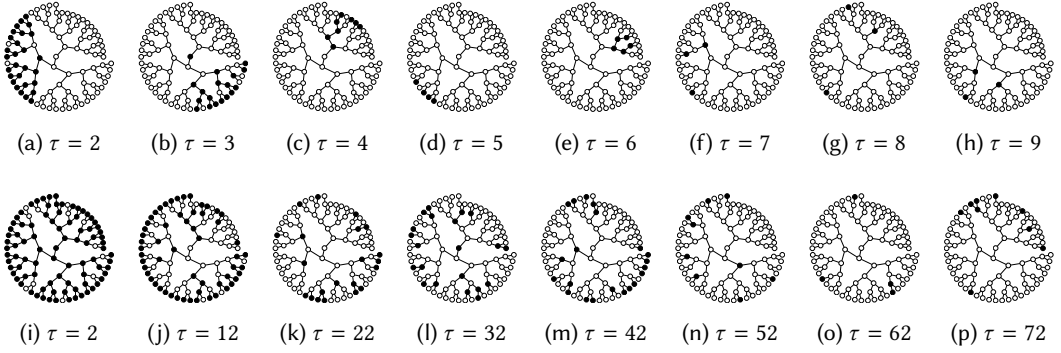 (a) τ = 2 (b) τ = 3 (c) τ = 4 (d) τ = 5 (e) τ = 6 (f) τ = 7 (g) τ = 8 (h) τ = 9
(i) τ = 2 (j) τ = 12 (k) τ = 22 (l) τ = 32 (m) τ = 42 (n) τ = 52 (o) τ = 62 (p) τ = 72